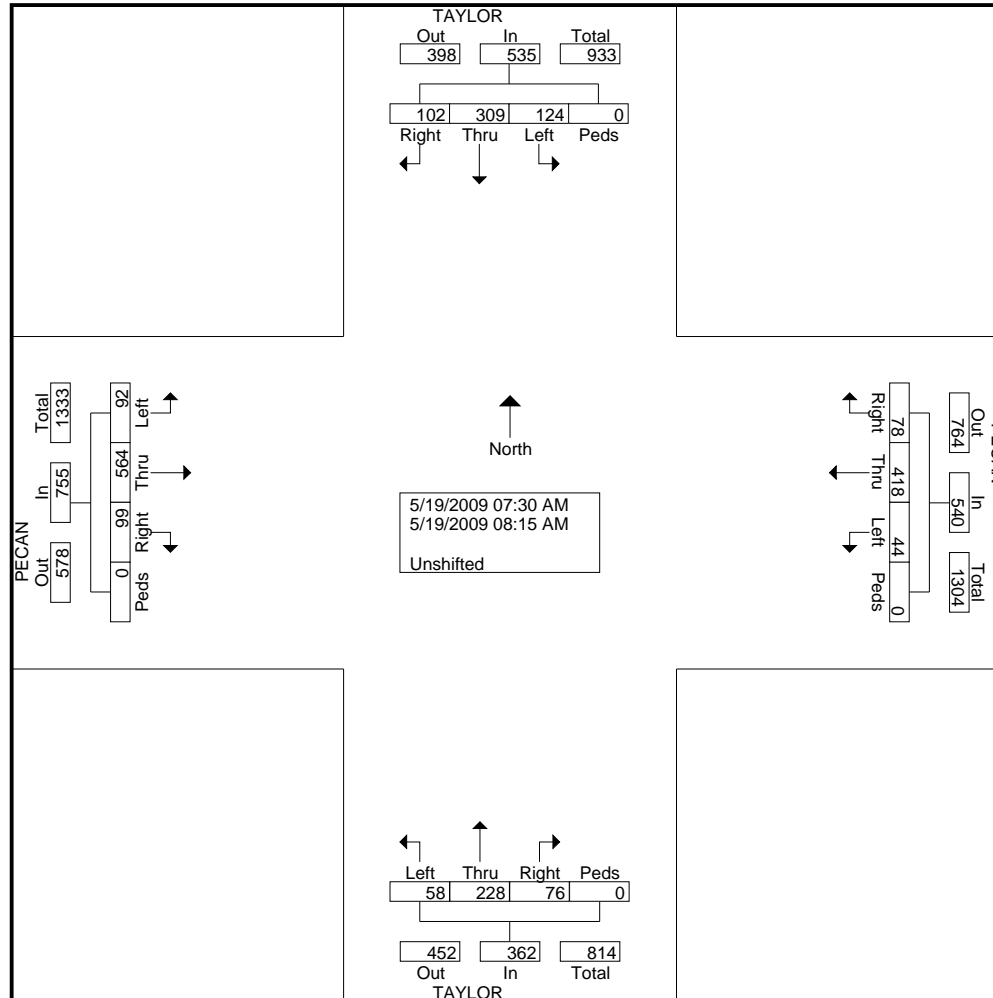 TAYLOR
Out In Total
398 535 933
102 309 124 0
Right Thru Left Peds
Total In Out
1333 755 578
PECAN
92 564 99 0
Left Thru Right Peds
North
5/19/2009 07:30 AM
5/19/2009 08:15 AM
Unshifted
Right Thru Left Peds
78 418 44 0
Out In Total
764 540 1304
Left Thru Right Peds
58 228 76 0
452 362 814
Out In Total
TAYLOR